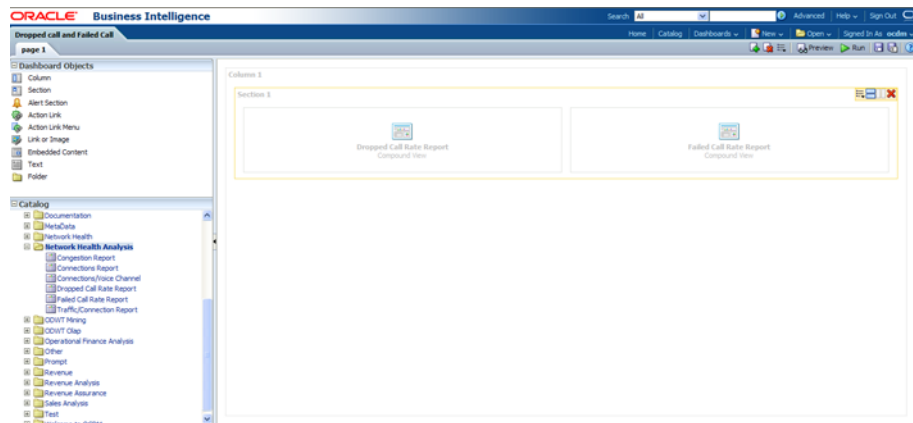 ORACLE Business Intelligence
Search All Advanced Help Sign Out
Dropped call and Failed Call
Home Catalog Dashboards New Open Signed In As ocdm
page 1
Preview Run
Dashboard Objects
Column
Section
Alert Section
Action Link
Action Link Menu
Link or Image
Embedded Content
Text
Folder
Catalog
Documentation
MetaData
Network Health
Network Health Analysis
Congestion Report
Connections Report
Connections/Voice Channel
Dropped Call Rate Report
Failed Call Rate Report
Traffic/Connection Report
ODWT Mining
ODWT Olap
Operational Finance Analysis
Other
Prompt
Revenue
Revenue Analysis
Revenue Assurance
Sales Analysis
Test
Column 1
Section 1
Dropped Call Rate Report
Compound View
Failed Call Rate Report
Compound View